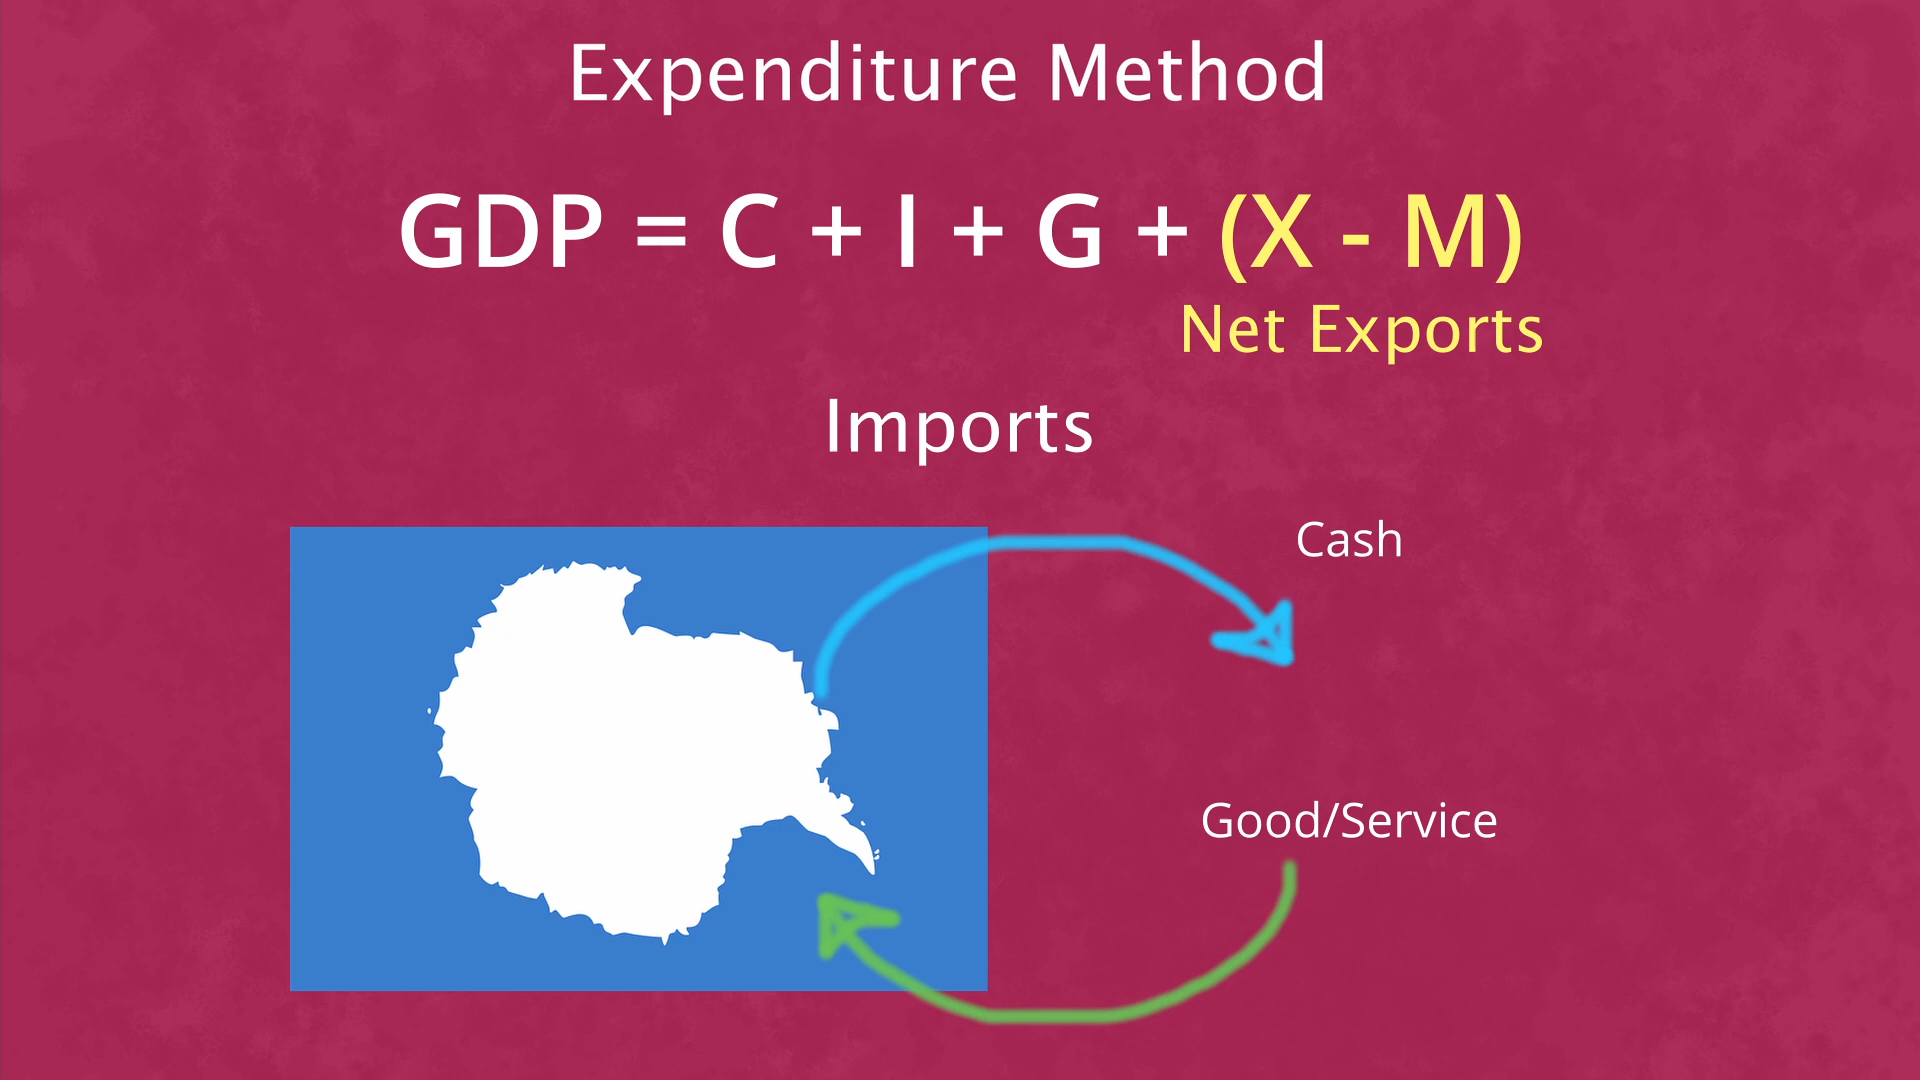 Expenditure Method
GDP = C + I + G + (X - M)
Net Exports
Imports
Cash
Good/Service